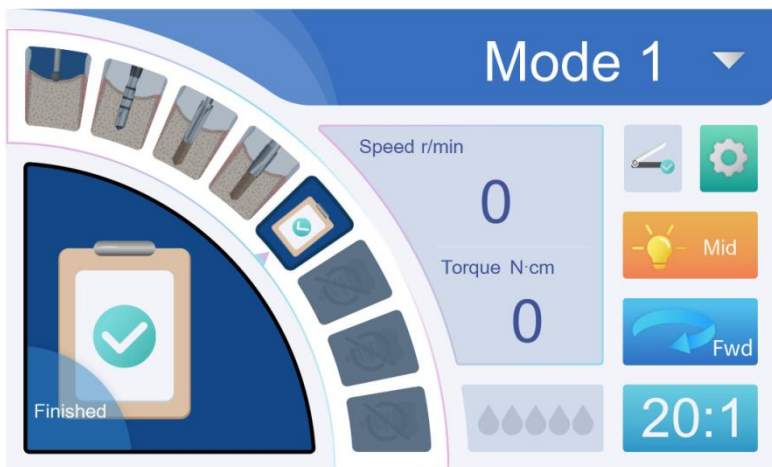 Mode 1
Speed r/min
0
Torque N·cm
0
Mid
Fwd
20:1
Finished